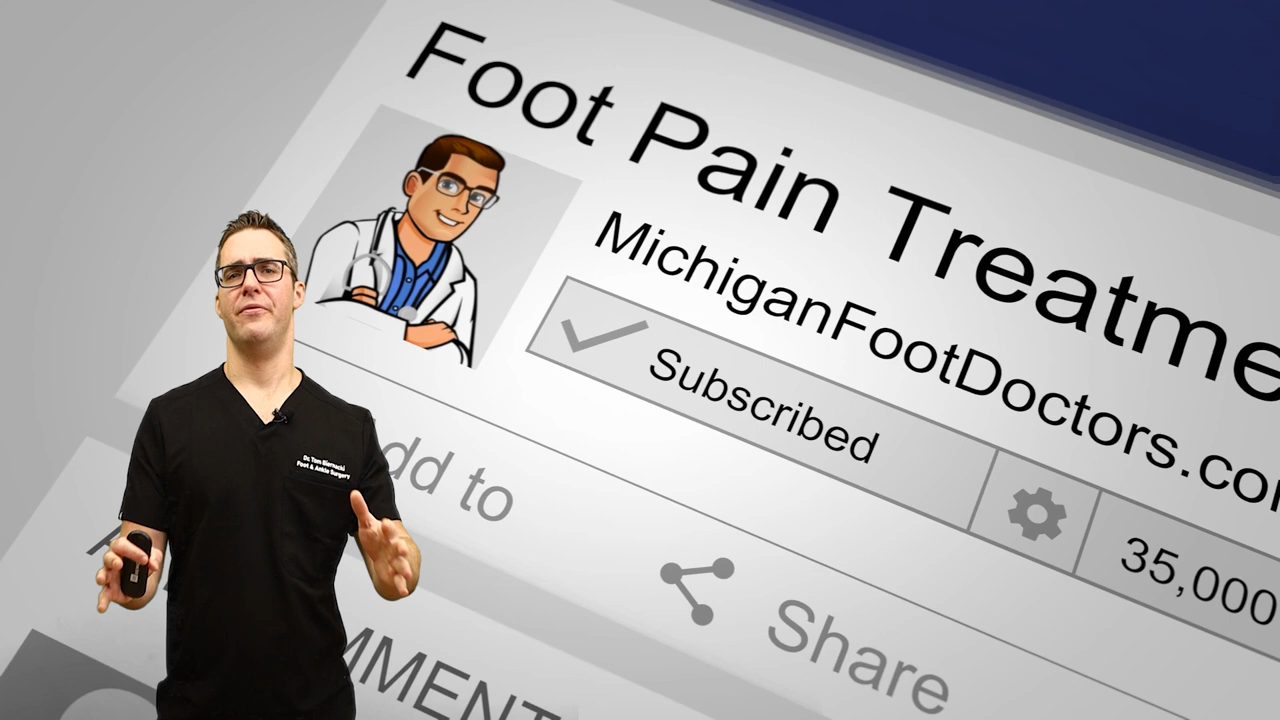 Foot Pain Treatme
MichiganFootDoctors.co
Subscribed
35,000
dd to
Share
MMENT
Dr. Tom Biernacki
Foot & Ankle Surgery